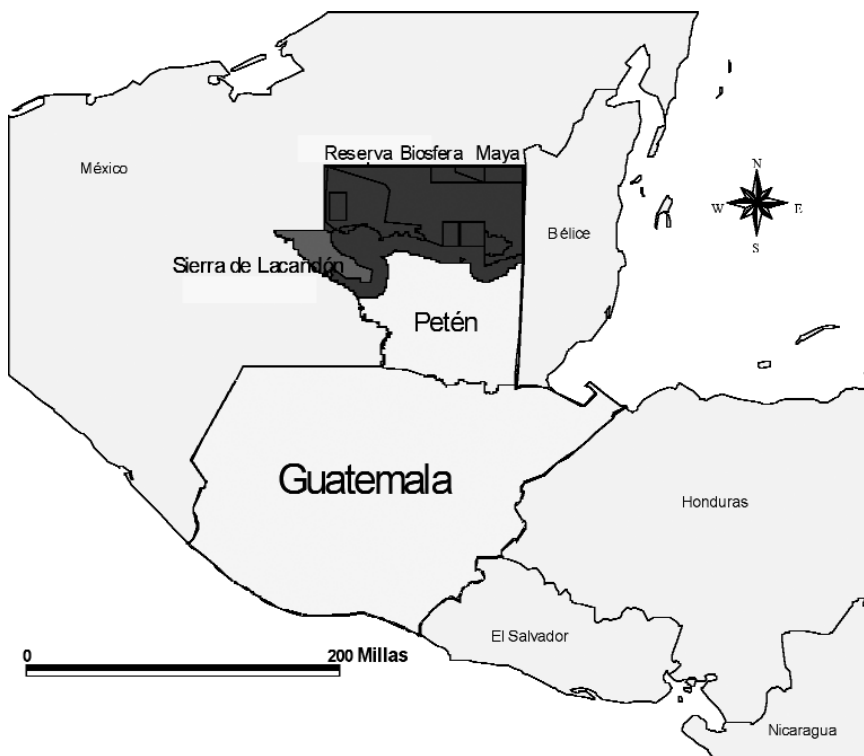 Reserva Biosfera Maya
México
N
W E
S
Bélice
Sierra de Lacandón
Petén
Guatemala
Honduras
El Salvador
0 200 Millas
Nicaragua